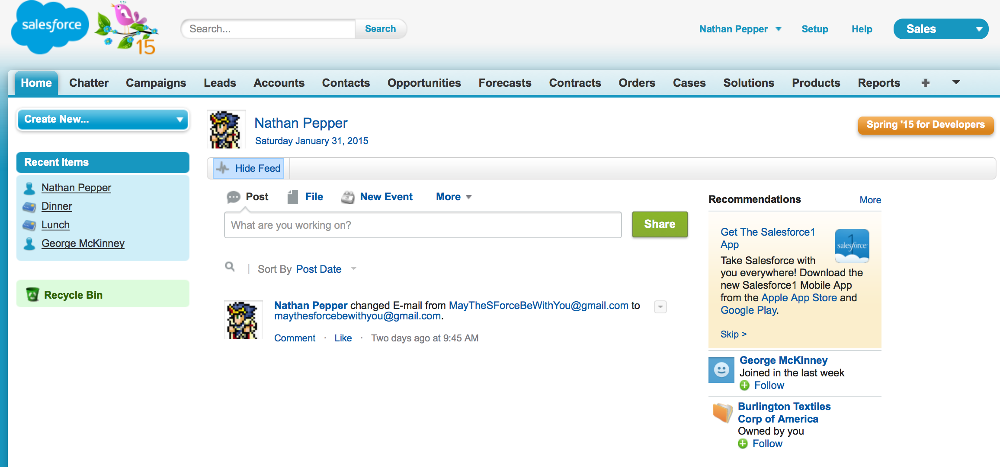 salesforce
15
Search...
Search
Nathan Pepper
Setup
Help
Sales
Home
Chatter
Campaigns
Leads
Accounts
Contacts
Opportunities
Forecasts
Contracts
Orders
Cases
Solutions
Products
Reports
Create New...
Recent Items
Nathan Pepper
Dinner
Lunch
George McKinney
Recycle Bin
Nathan Pepper
Saturday January 31, 2015
Spring '15 for Developers
Hide Feed
Post
File
New Event
More
What are you working on?
Share
Sort By Post Date
Nathan Pepper changed E-mail from MayTheSForceBeWithYou@gmail.com to
maythesforcebewithyou@gmail.com.
Comment · Like · Two days ago at 9:45 AM
Recommendations
More
Get The Salesforce1
App
1
salesforce
Take Salesforce with
you everywhere! Download the
new Salesforce1 Mobile App
from the Apple App Store and
Google Play.
Skip >
George McKinney
Joined in the last week
Follow
Burlington Textiles
Corp of America
Owned by you
Follow